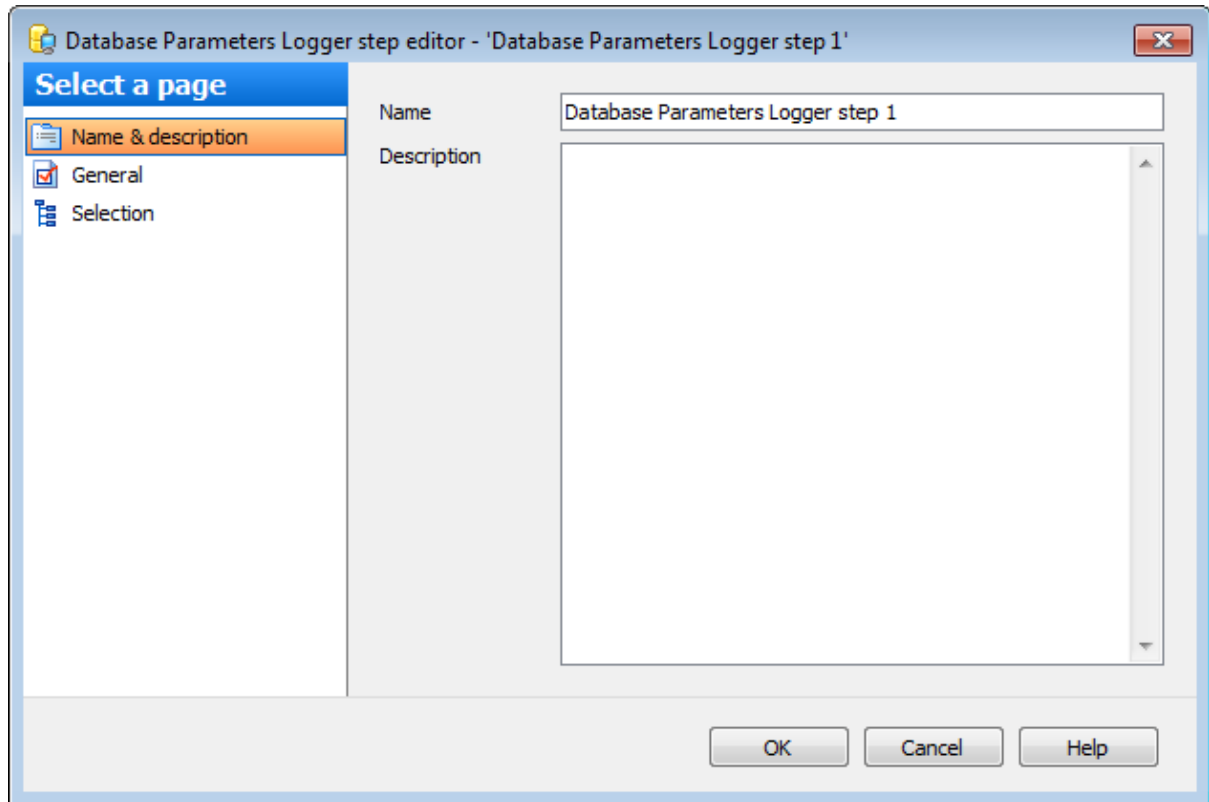 Database Parameters Logger step editor - 'Database Parameters Logger step 1'
Select a page
Name & description
General
Selection
Name
Database Parameters Logger step 1
Description
OK
Cancel
Help